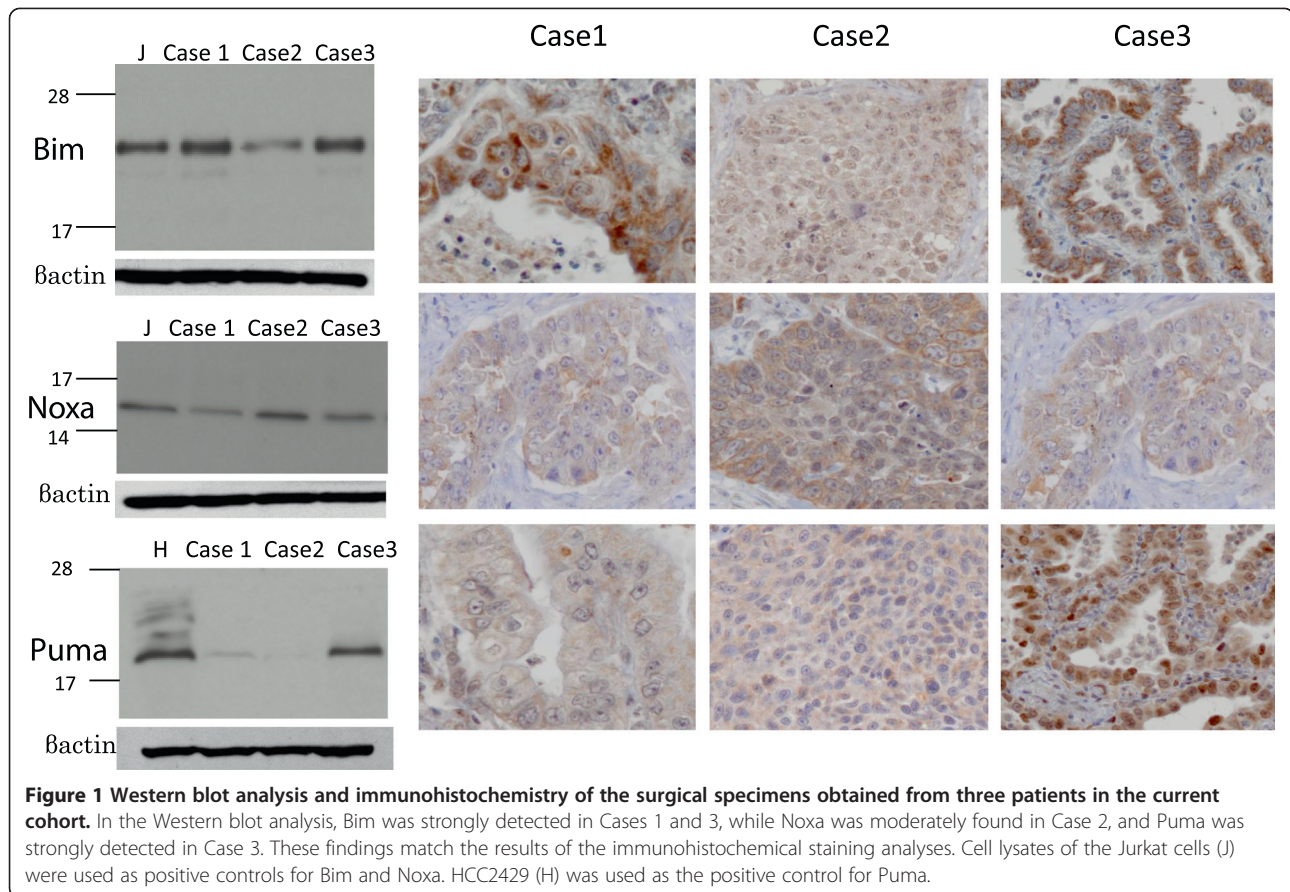 Case1 Case2 Case3
J Case 1 Case2 Case3
28
Bim
17
βactin
J Case 1 Case2 Case3
17
Noxa
14
βactin
H Case 1 Case2 Case3
28
Puma
17
βactin
Figure 1 Western blot analysis and immunohistochemistry of the surgical specimens obtained from three patients in the current
cohort. In the Western blot analysis, Bim was strongly detected in Cases 1 and 3, while Noxa was moderately found in Case 2, and Puma was
strongly detected in Case 3. These findings match the results of the immunohistochemical staining analyses. Cell lysates of the Jurkat cells (J)
were used as positive controls for Bim and Noxa. HCC2429 (H) was used as the positive control for Puma.